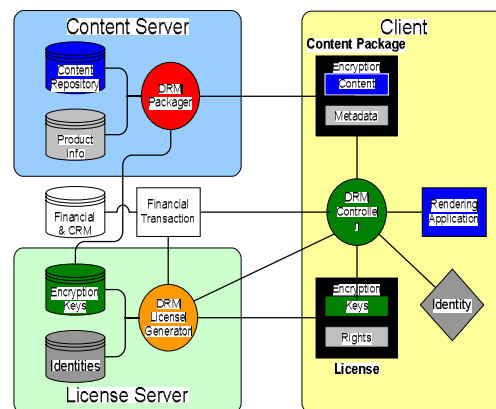 Content Server
Content
Repository
DRM
Packager
Product
Info
Client
Content Package
Encryption
Content
Metadata
Financial
& CRM
Financial
Transaction
DRM
Controlle
r
Rendering
Application
Encryption
Keys
DRM
License
Generator
Identities
License Server
Encryption
Keys
Rights
License
Identity